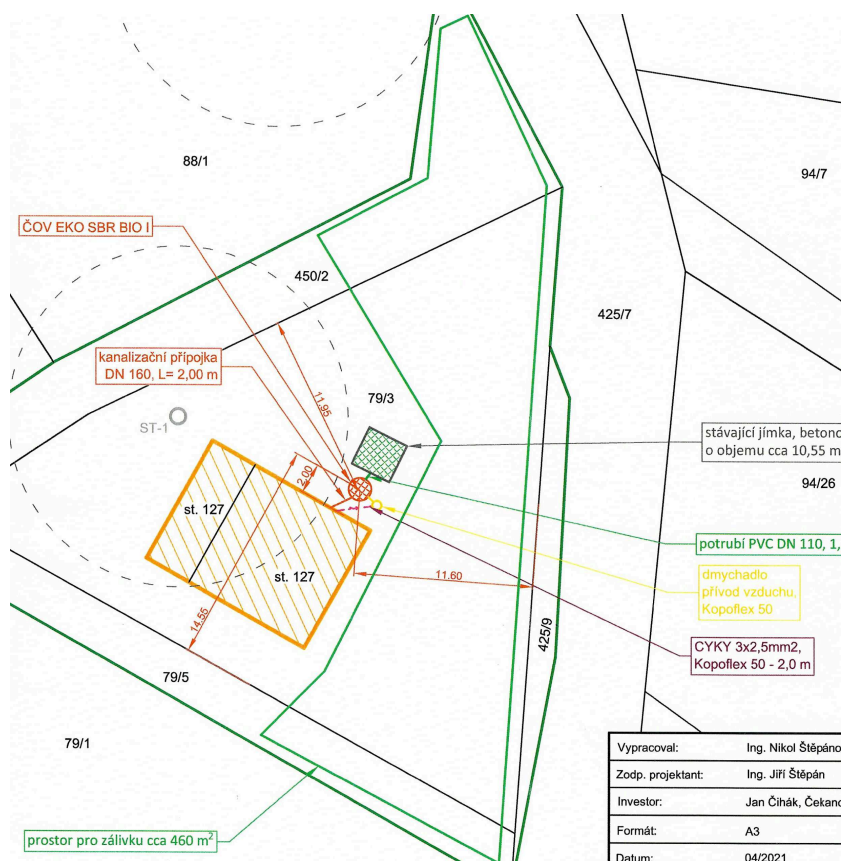 88/1
94/7
ČOV EKO SBR BIO I
450/2
425/7
kanalizační přípojka
DN 160, L= 2,00 m
11.95
79/3
ST-1
stávající jímka, betono
o objemu cca 10,55 m
94/26
2.00
st. 127
st. 127
potrubí PVC DN 110, 1,
11.60
dmychadlo
přívod vzduchu,
Kopoflex 50
14.55
425/9
CYKY 3x2,5mm2,
Kopoflex 50 - 2,0 m
79/5
79/1
Vypracoval: Ing. Nikol Štěpáno
Zodp. projektant: Ing. Jiří Štěpán
Investor: Jan Čihák, Čekano
Formát: A3
Datum: 04/2021
prostor pro zálivku cca 460 m²